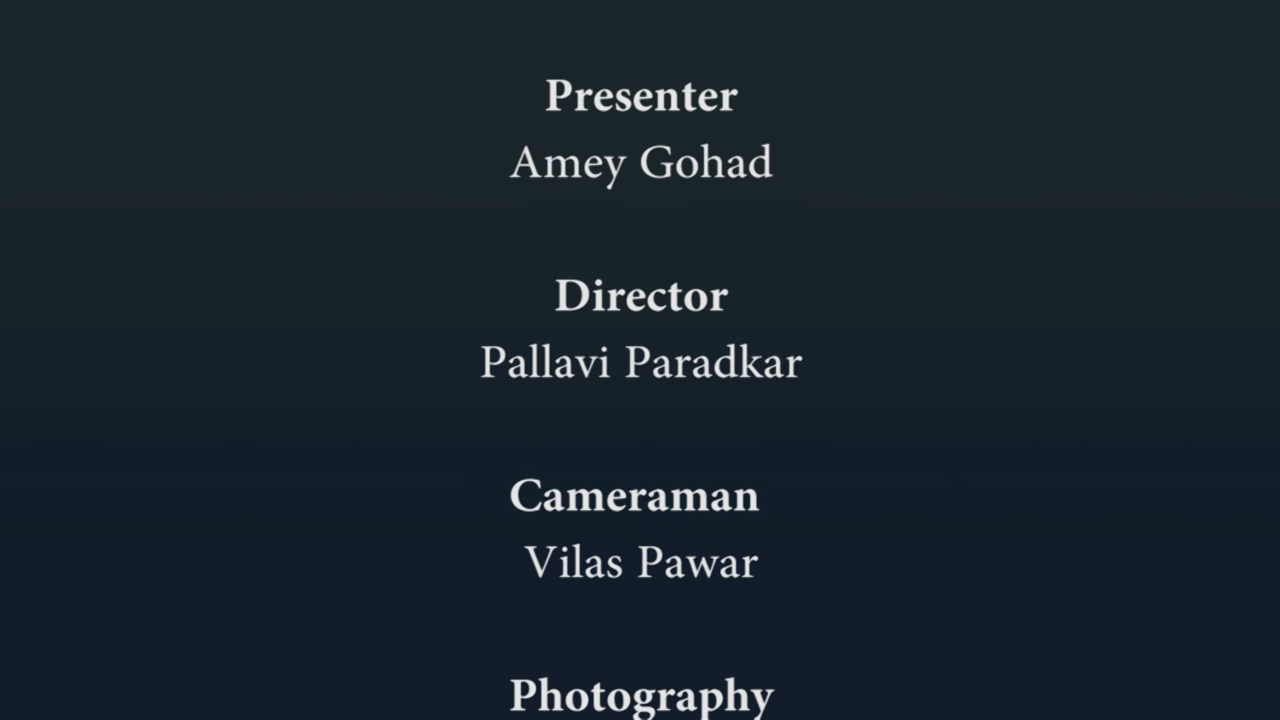 Presenter
Amey Gohad
Director
Pallavi Paradkar
Cameraman
Vilas Pawar
Photography